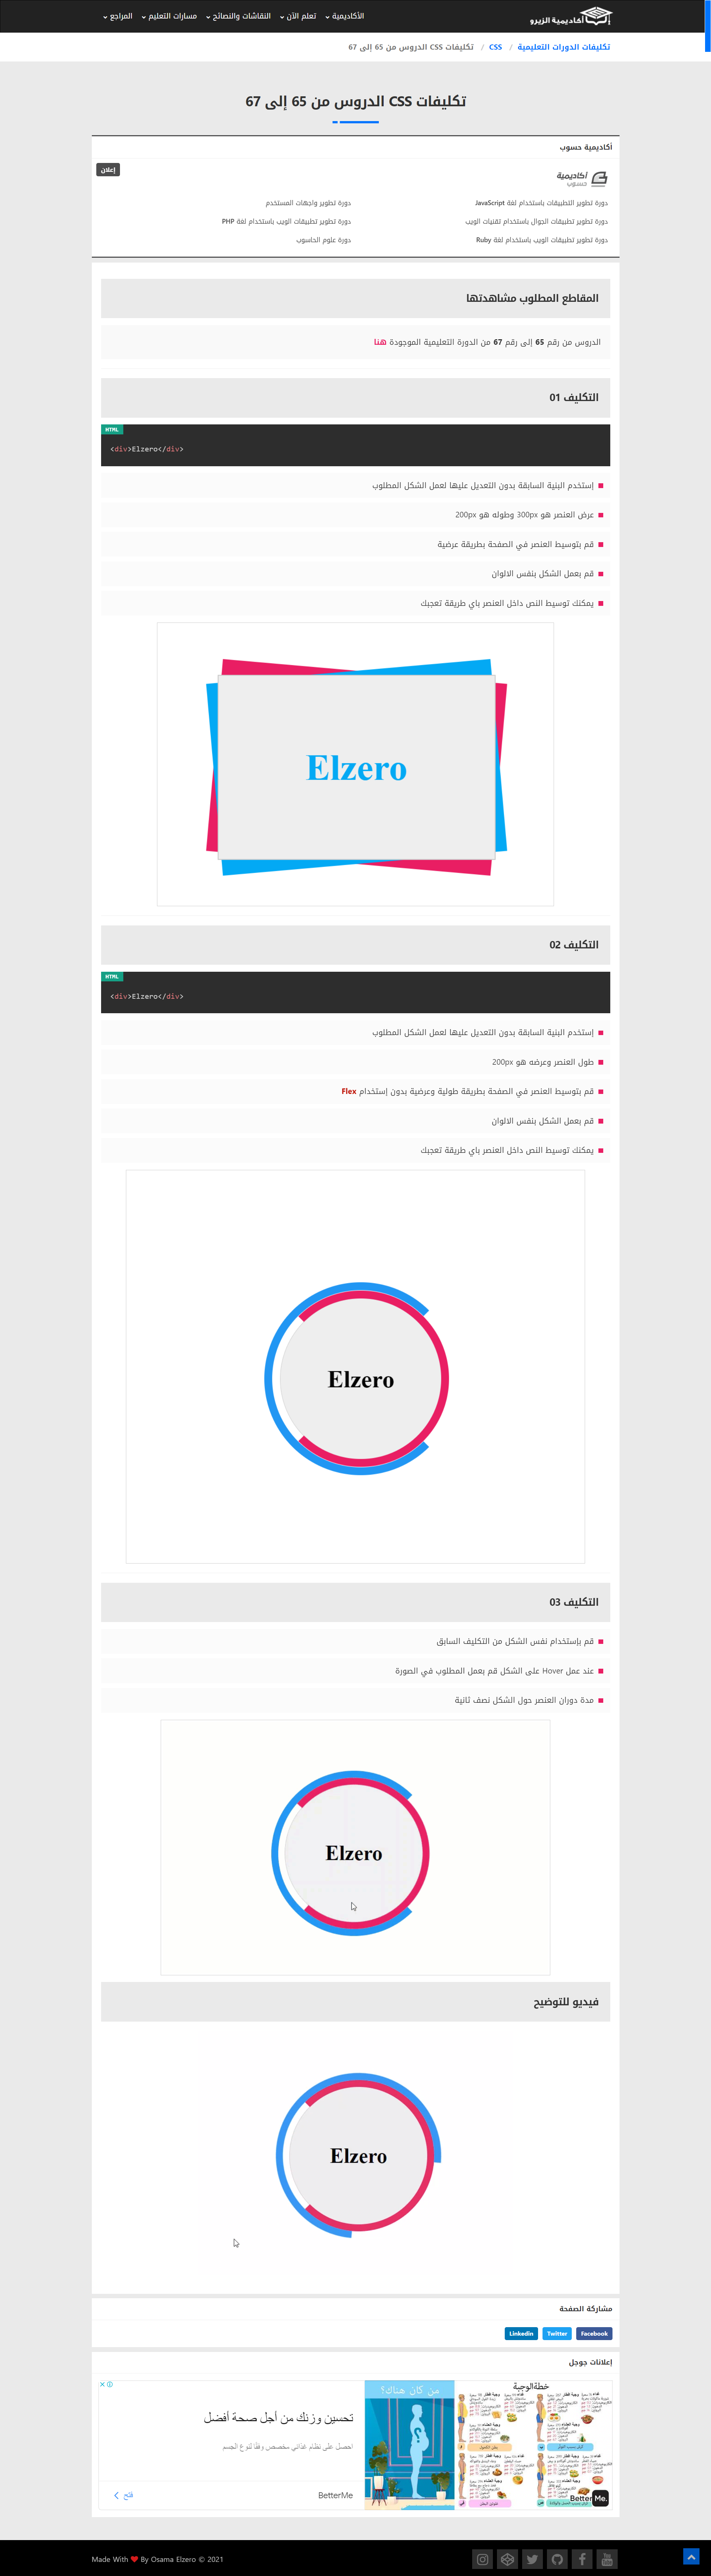 أكاديمية الزيرو
الأكاديمية
تعلم الآن
النقاشات والنصائح
مسارات التعليم
المراجع
تكليفات الدورات التعليمية / CSS / تكليفات CSS الدروس من 65 إلى 67
تكليفات CSS الدروس من 65 إلى 67
أكاديمية حسوب
إعلان
أكاديمية
حسوب
دورة تطوير التطبيقات باستخدام لغة JavaScript
دورة تطوير واجهات المستخدم
دورة تطوير تطبيقات الجوال باستخدام تقنيات الويب
دورة تطوير تطبيقات الويب باستخدام لغة PHP
دورة تطوير تطبيقات الويب باستخدام لغة Ruby
دورة علوم الحاسوب
المقاطع المطلوب مشاهدتها
الدروس من رقم 65 إلى رقم 67 من الدورة التعليمية الموجودة هنا
التكليف 01
HTML
<div>Elzero</div>
إستخدم البنية السابقة بدون التعديل عليها لعمل الشكل المطلوب
عرض العنصر هو 300px وطوله هو 200px
قم بتوسيط العنصر في الصفحة بطريقة عرضية
قم بعمل الشكل بنفس الالوان
يمكنك توسيط النص داخل العنصر باي طريقة تعجبك
Elzero
التكليف 02
HTML
<div>Elzero</div>
إستخدم البنية السابقة بدون التعديل عليها لعمل الشكل المطلوب
طول العنصر وعرضه هو 200px
قم بتوسيط العنصر في الصفحة بطريقة طولية وعرضية بدون إستخدام Flex
قم بعمل الشكل بنفس الالوان
يمكنك توسيط النص داخل العنصر باي طريقة تعجبك
Elzero
التكليف 03
قم بإستخدام نفس الشكل من التكليف السابق
عند عمل Hover على الشكل قم بعمل المطلوب في الصورة
مدة دوران العنصر حول الشكل نصف ثانية
Elzero
فيديو للتوضيح
Elzero
مشاركة الصفحة
Facebook
Twitter
Linkedin
إعلانات جوجل
خطةالوجبة
من كان هناك؟
تحسين وزنك من أجل صحة أفضل
احصل على نظام غذائي مخصص وفقًا لنوع الجسم
BetterMe
فتح
Better Me.
Made With By Osama Elzero © 2021